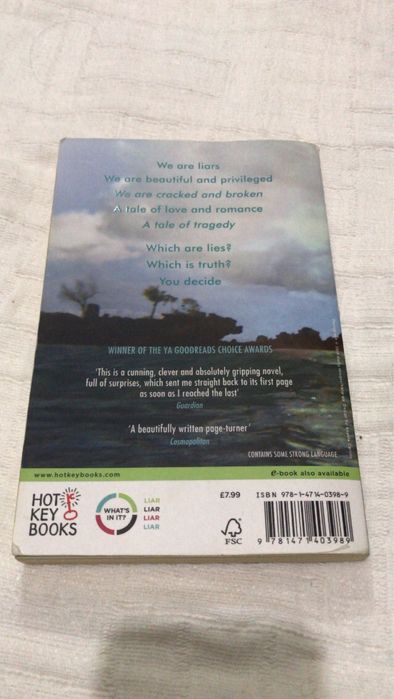 We are liars
We are beautiful and privileged
We are cracked and broken
A tale of love and romance
A tale of tragedy
Which are lies?
Which is truth?
You decide
WINNER OF THE YA GOODREADS CHOICE AWARDS
'This is a cunning, clever and absolutely gripping novel,
full of surprises, which sent me straight back to its first page
as soon as I reached the last'
Guardian
'A beautifully written page-turner'
Cosmopolitan
CONTAINS SOME STRONG LANGUAGE
www.hotkeybooks.com
e-book also available
HOT
KEY
BOOKS
WHAT'S
IN IT?
LIAR
LIAR
LIAR
LIAR
£7.99
FSC
ISBN 978-1-4714-0398-9
9 781471 403989